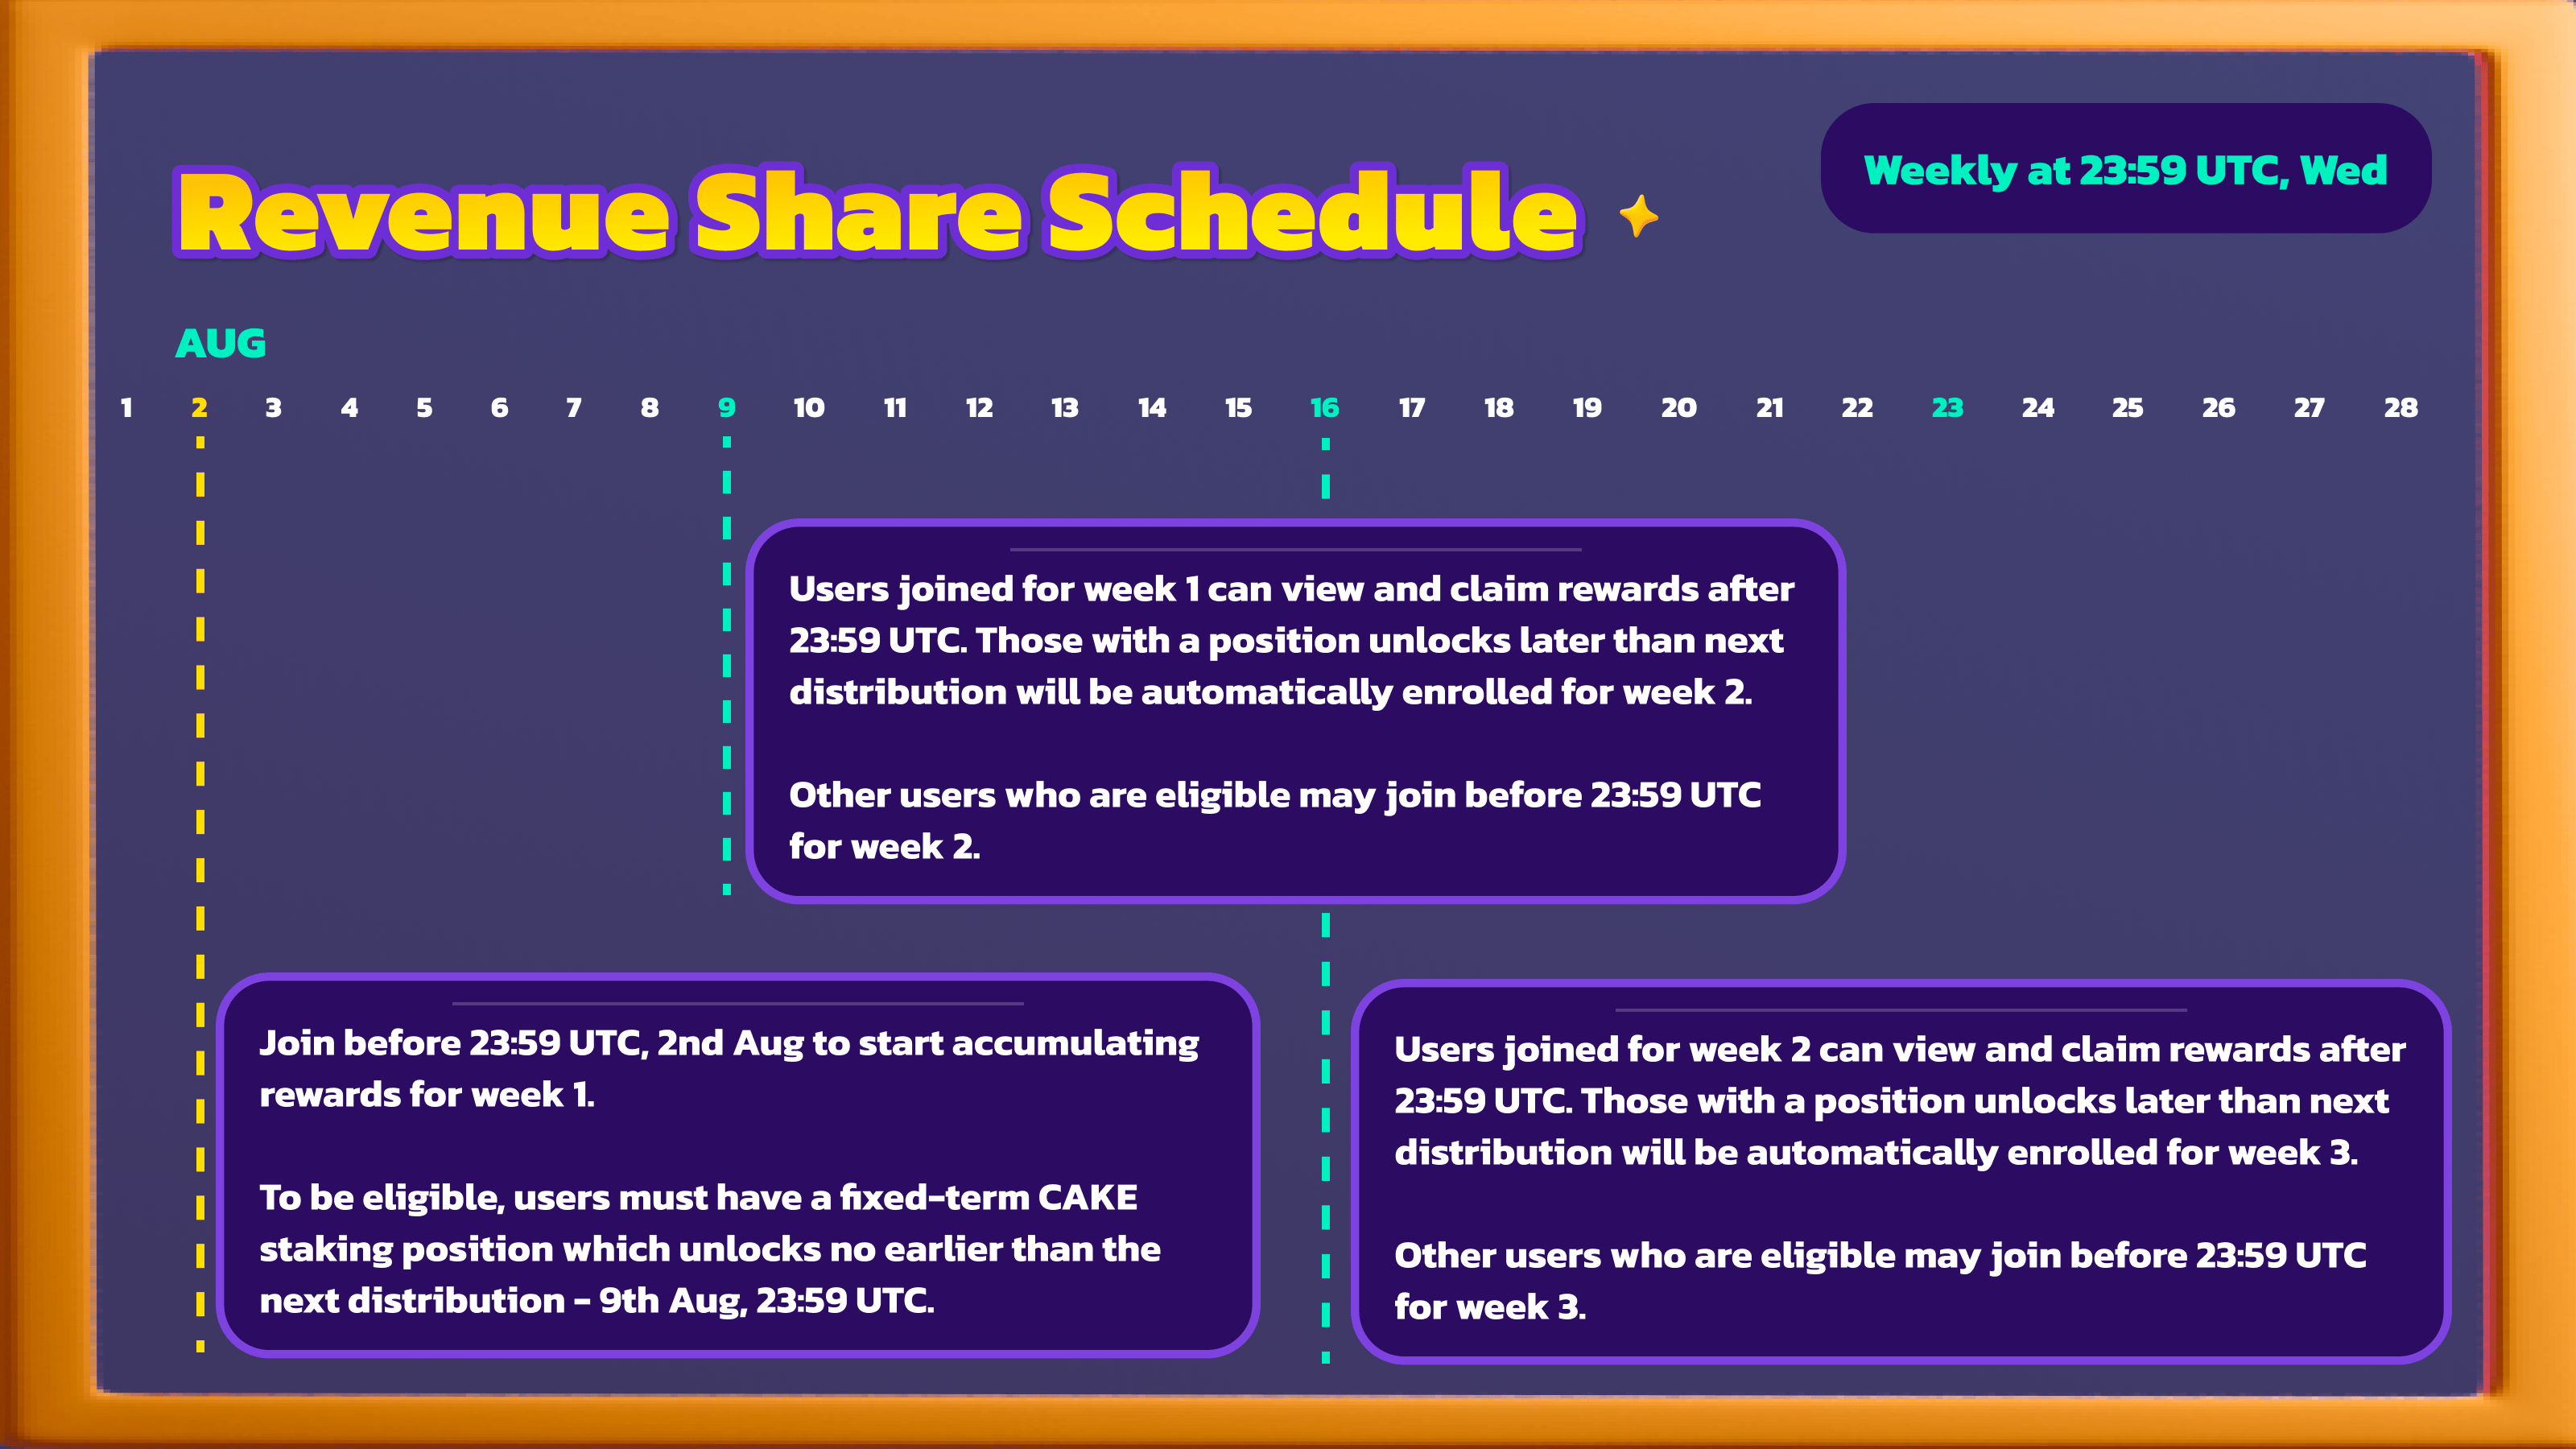 Revenue Share Schedule
Weekly at 23:59 UTC, Wed
AUG
1 2 3 4 5 6 7 8 9 10 11 12 13 14 15 16 17 18 19 20 21 22 23 24 25 26 27 28
Users joined for week 1 can view and claim rewards after
23:59 UTC. Those with a position unlocks later than next
distribution will be automatically enrolled for week 2.
Other users who are eligible may join before 23:59 UTC
for week 2.
Join before 23:59 UTC, 2nd Aug to start accumulating
rewards for week 1.
To be eligible, users must have a fixed-term CAKE
staking position which unlocks no earlier than the
next distribution - 9th Aug, 23:59 UTC.
Users joined for week 2 can view and claim rewards after
23:59 UTC. Those with a position unlocks later than next
distribution will be automatically enrolled for week 3.
Other users who are eligible may join before 23:59 UTC
for week 3.